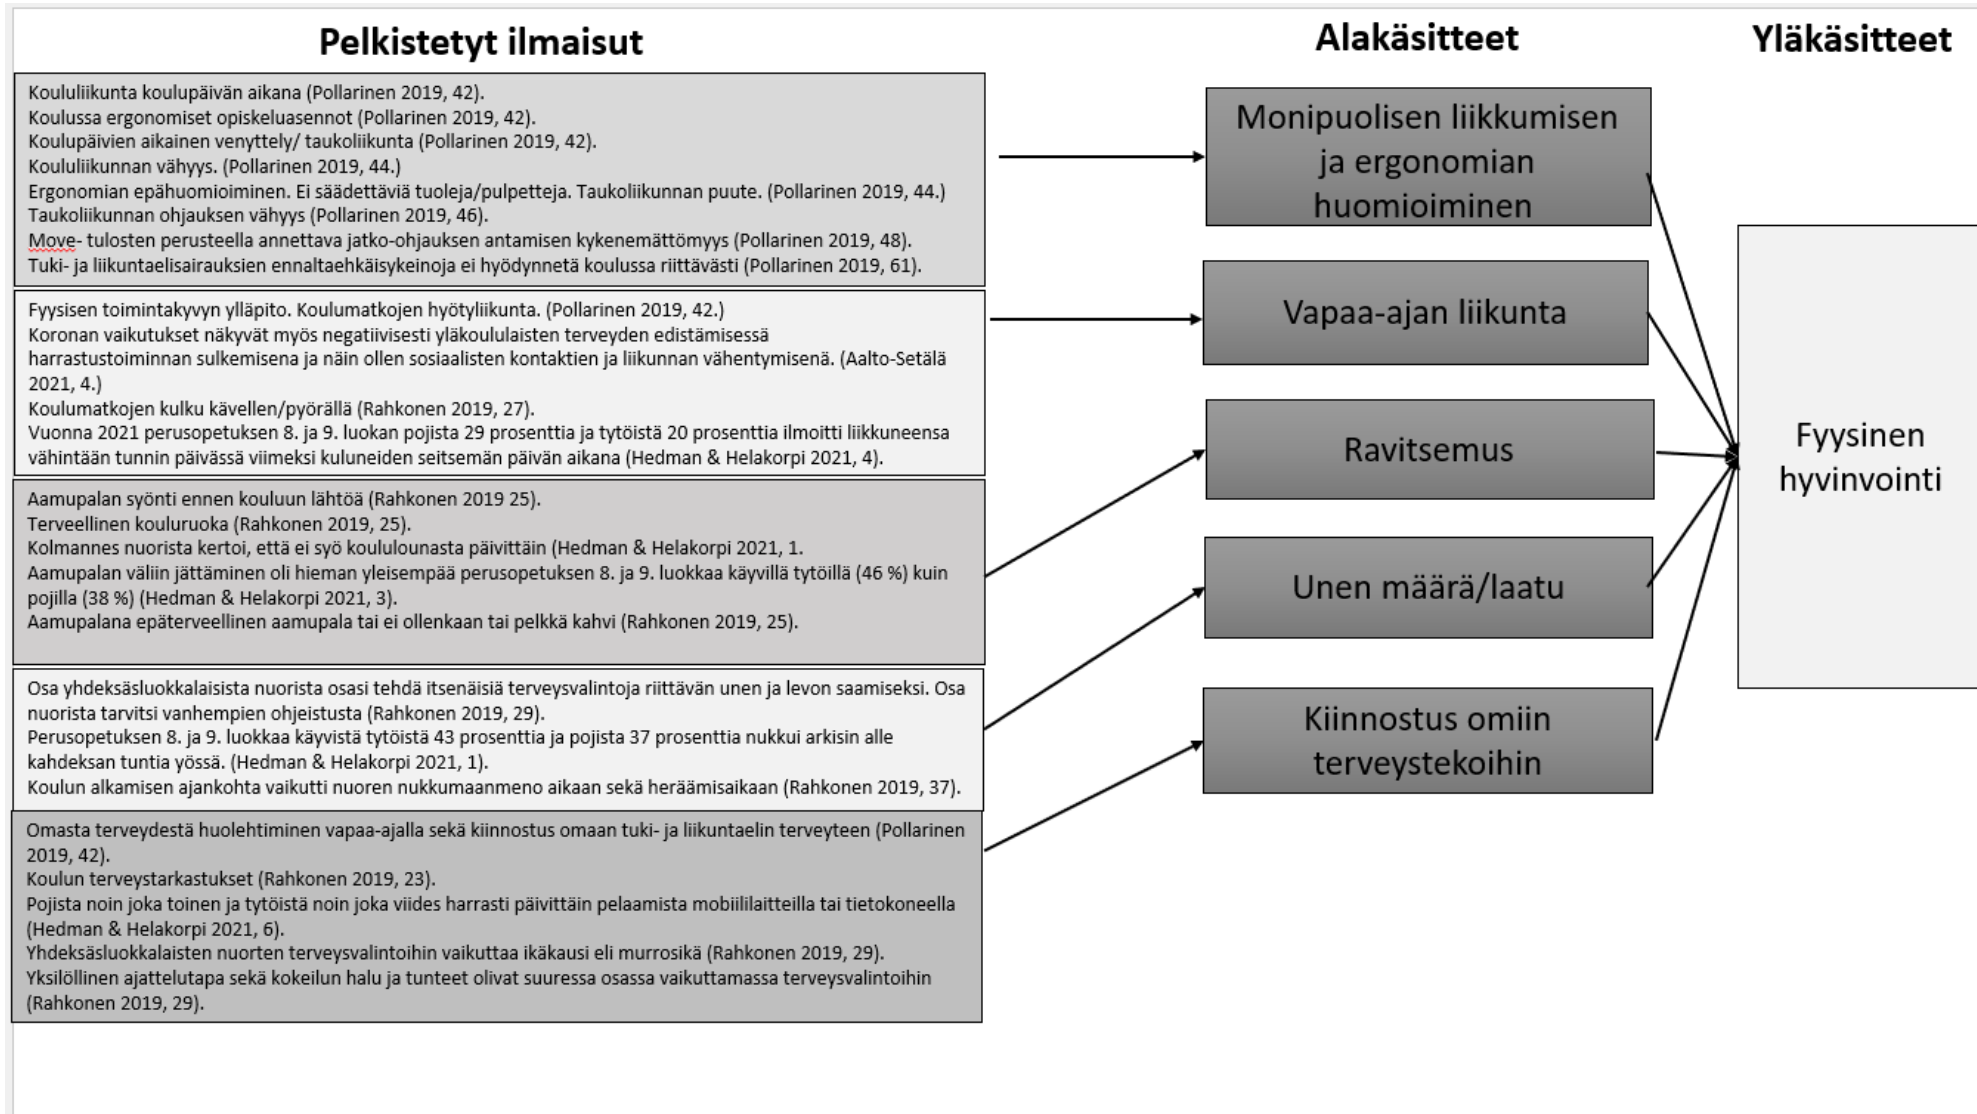 Pelkistetyt ilmaisut
Alakäsitteet
Yläkäsitteet
Koululiikunta koulupäivän aikana (Pollarinen 2019, 42).
Koulussa ergonomiset opiskeluasennot (Pollarinen 2019, 42).
Koulupäivien aikainen venyttely/ taukoliikunta (Pollarinen 2019, 42).
Koululiikunnan vähyys. (Pollarinen 2019, 44.)
Ergonomian epähuomioiminen. Ei säädettäviä tuoleja/pulpetteja. Taukoliikunnan puute. (Pollarinen 2019, 44.)
Taukoliikunnan ohjauksen vähyys (Pollarinen 2019, 46).
Move- tulosten perusteella annettava jatko-ohjauksen antamisen kykenemättömyys (Pollarinen 2019, 48).
Tuki- ja liikuntaelisairauksien ennaltaehkäisykeinoja ei hyödynnetä koulussa riittävästi (Pollarinen 2019, 61).
Fyysisen toimintakyvyn ylläpito. Koulumatkojen hyötyliikunta. (Pollarinen 2019, 42.)
Koronan vaikutukset näkyvät myös negatiivisesti yläkoululaisten terveyden edistämisessä
harrastustoiminnan sulkemisena ja näin ollen sosiaalisten kontaktien ja liikunnan vähentymisenä. (Aalto-Setälä
2021, 4.)
Koulumatkojen kulku kävellen/pyörällä (Rahkonen 2019, 27).
Vuonna 2021 perusopetuksen 8. ja 9. luokan pojista 29 prosenttia ja tytöistä 20 prosenttia ilmoitti liikkuneensa
vähintään tunnin päivässä viimeksi kuluneiden seitsemän päivän aikana (Hedman & Helakorpi 2021, 4).
Aamupalan syönti ennen kouluun lähtöä (Rahkonen 2019 25).
Terveellinen kouluruoka (Rahkonen 2019, 25).
Kolmannes nuorista kertoi, että ei syö koululounasta päivittäin (Hedman & Helakorpi 2021, 1.
Aamupalan väliin jättäminen oli hieman yleisempää perusopetuksen 8. ja 9. luokkaa käyvillä tytöillä (46 %) kuin
pojilla (38 %) (Hedman & Helakorpi 2021, 3).
Aamupalana epäterveellinen aamupala tai ei ollenkaan tai pelkkä kahvi (Rahkonen 2019, 25).
Osa yhdeksäsluokkalaisista nuorista osasi tehdä itsenäisiä terveysvalintoja riittävän unen ja levon saamiseksi. Osa
nuorista tarvitsi vanhempien ohjeistusta (Rahkonen 2019, 29).
Perusopetuksen 8. ja 9. luokkaa käyvistä tytöistä 43 prosenttia ja pojista 37 prosenttia nukkui arkisin alle
kahdeksan tuntia yössä. (Hedman & Helakorpi 2021, 1).
Koulun alkamisen ajankohta vaikutti nuoren nukkumaanmeno aikaan sekä heräämisaikaan (Rahkonen 2019, 37).
Omasta terveydestä huolehtiminen vapaa-ajalla sekä kiinnostus omaan tuki- ja liikuntaelin terveyteen (Pollarinen
2019, 42).
Koulun terveystarkastukset (Rahkonen 2019, 23).
Pojista noin joka toinen ja tytöistä noin joka viides harrasti päivittäin pelaamista mobiililaitteilla tai tietokoneella
(Hedman & Helakorpi 2021, 6).
Yhdeksäsluokkalaisten nuorten terveysvalintoihin vaikuttaa ikäkausi eli murrosikä (Rahkonen 2019, 29).
Yksilöllinen ajattelutapa sekä kokeilun halu ja tunteet olivat suuressa osassa vaikuttamassa terveysvalintoihin
(Rahkonen 2019, 29).
Monipuolisen liikkumisen
ja ergonomian
huomioiminen
Vapaa-ajan liikunta
Ravitsemus
Unen määrä/laatu
Kiinnostus omiin
terveystekoihin
Fyysinen
hyvinvointi